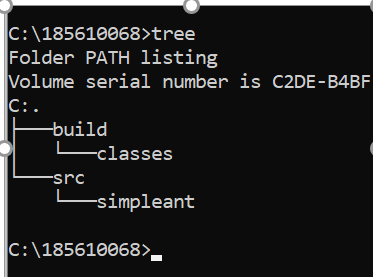 C:\185610068>tree
Folder PATH listing
Volume serial number is C2DE-B4BF
C:.
├───build
│   └───classes
└───src
    └───simpleant
C:\185610068>